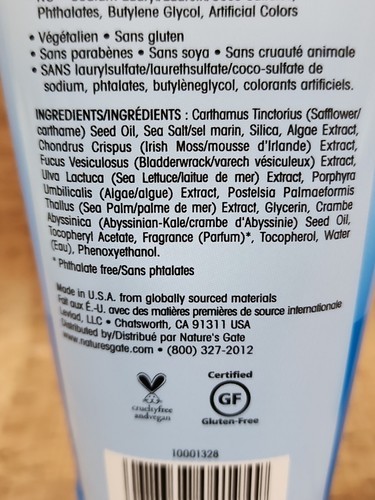 Phthalates, Butylene Glycol, Artificial Colors
• Végétalien • Sans gluten
• Sans parabènes • Sans soya • Sans cruauté animale
• SANS laurylsulfate/laurethsulfate/coco-sulfate de
sodium, phtalates, butylèneglycol, colorants artificiels.
INGREDIENTS/INGRÉDIENTS : Carthamus Tinctorius (Safflower/
carthame) Seed Oil, Sea Salt/sel marin, Silica, Algae Extract,
Chondrus Crispus (Irish Moss/mousse d'Irlande) Extract,
Fucus Vesiculosus (Bladderwrack/varech vésiculeux) Extract,
Ulva Lactuca (Sea Lettuce/laitue de mer) Extract, Porphyra
Umbilicalis (Algae/algue) Extract, Postelsia Palmaeformis
Thallus (Sea Palm/palme de mer) Extract, Glycerin, Crambe
Abyssinica (Abyssinian-Kale/crambe d'Abyssinie) Seed Oil,
Tocopheryl Acetate, Fragrance (Parfum)*, Tocopherol, Water
(Eau), Phenoxyethanol.
* Phthalate free/Sans phtalates
Made in U.S.A. from globally sourced materials
Fait aux É.-U. avec des matières premières de source internationale
Levlad, LLC • Chatsworth, CA 91311 USA
Distributed by/Distribué par Nature's Gate
www.naturesgate.com • (800) 327-2012
crueltyfree
andvegan
Certified
GF
Gluten-Free
10001328